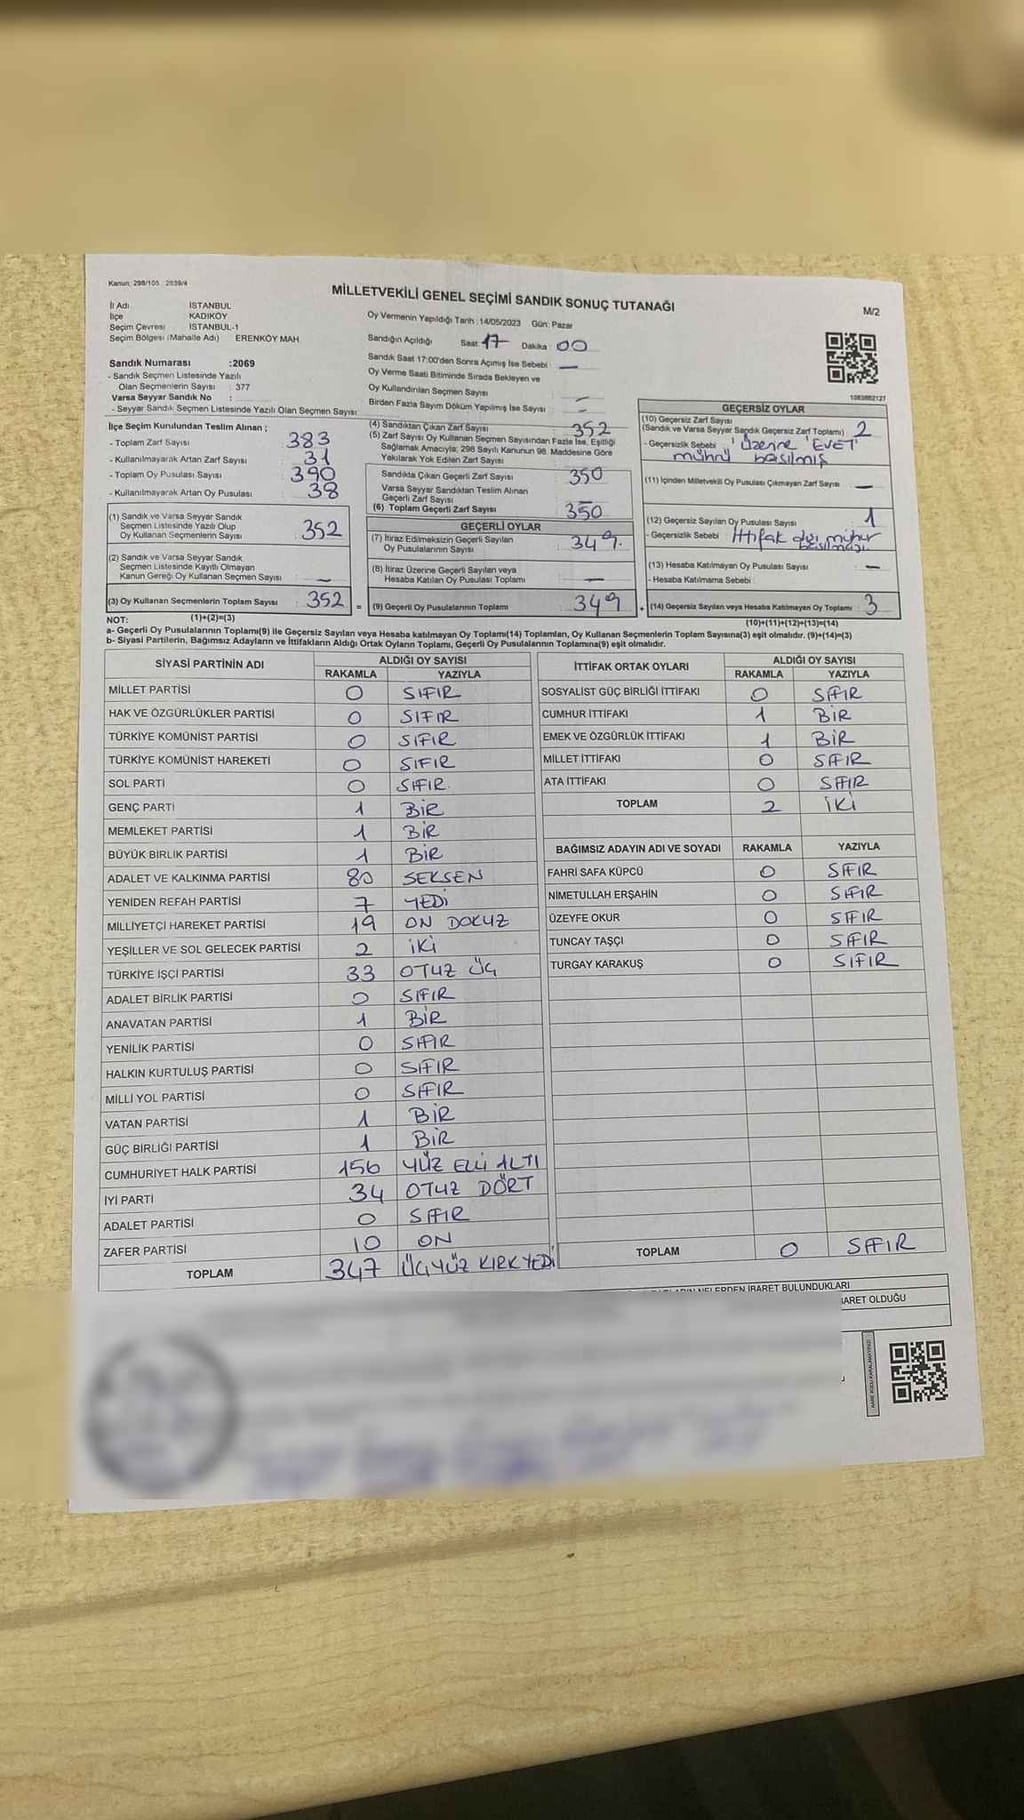 Kanun: 298/105 2839/4
MİLLETVEKİLİ GENEL SEÇİMİ SANDIK SONUÇ TUTANAĞI
M/2
İl Adı İSTANBUL
İlçe KADIKÖY
Seçim Çevresi İSTANBUL-1
Seçim Bölgesi (Mahalle Adı) ERENKÖY MAH
Sandık Numarası :2069
- Sandık Seçmen Listesinde Yazılı
Olan Seçmenlerin Sayısı : 377
Varsa Seyyar Sandık No :
- Seyyar Sandık Seçmen Listesinde Yazılı Olan Seçmen Sayısı:
Oy Vermenin Yapıldığı Tarih :14/05/2023 Gün: Pazar
Sandığın Açıldığı Saat 17 Dakika : 00
Sandık Saat 17:00'den Sonra Açımış İse Sebebi : —
Oy Verme Saati Bitiminde Sırada Bekleyen ve
Oy Kullandırılan Seçmen Sayısı : —
Birden Fazla Sayım Döküm Yapılmış İse Sayısı : —
1083882127
İlçe Seçim Kurulundan Teslim Alınan ;
- Toplam Zarf Sayısı 383
- Kullanılmayarak Artan Zarf Sayısı 31
- Toplam Oy Pusulası Sayısı 390
- Kullanılmayarak Artan Oy Pusulası 38
(1) Sandık ve Varsa Seyyar Sandık
Seçmen Listesinde Yazılı Olup
Oy Kullanan Seçmenlerin Sayısı 352
(2) Sandık ve Varsa Seyyar Sandık
Seçmen Listesinde Kayıtlı Olmayan
Kanun Gereği Oy Kullanan Seçmen Sayısı —
(3) Oy Kullanan Seçmenlerin Toplam Sayısı 352 =
(4) Sandıktan Çıkan Zarf Sayısı 352
(5) Zarf Sayısı Oy Kullanan Seçmen Sayısından Fazla İse, Eşitliği
Sağlamak Amacıyla; 298 Sayılı Kanunun 98. Maddesine Göre
Yakılarak Yok Edilen Zarf Sayısı
Sandıkta Çıkan Geçerli Zarf Sayısı 350
Varsa Seyyar Sandıktan Teslim Alınan
Geçerli Zarf Sayısı —
(6) Toplam Geçerli Zarf Sayısı 350
GEÇERLİ OYLAR
(7) İtiraz Edilmeksizin Geçerli Sayılan
Oy Pusulalarının Sayısı 349.
(8) İtiraz Üzerine Geçerli Sayılan veya
Hesaba Katılan Oy Pusulası Toplamı —
(9) Geçerli Oy Pusulalarının Toplamı 349
GEÇERSİZ OYLAR
(10) Geçersiz Zarf Sayısı
(Sandık ve Varsa Seyyar Sandık Geçersiz Zarf Toplamı) 2
- Geçersizlik Sebebi : üzerine 'EVET'
mührü basılmış
(11) İçinden Milletvekili Oy Pusulası Çıkmayan Zarf Sayısı —
(12) Geçersiz Sayılan Oy Pusulası Sayısı 1
- Geçersizlik Sebebi İttifak dışı mühür
(13) Hesaba Katılmayan Oy Pusulası Sayısı —
- Hesaba Katılmama Sebebi
(14) Geçersiz Sayılan veya Hesaba Katılmayan Oy Toplamı 3
NOT: (1)+(2)=(3)
(10)+(11)+(12)+(13)=(14)
a- Geçerli Oy Pusulalarının Toplamı(9) ile Geçersiz Sayılan veya Hesaba katılmayan Oy Toplamı(14) Toplamları, Oy Kullanan Seçmenlerin Toplam Sayısına(3) eşit olmalıdır. (9)+(14)=(3)
b- Siyasi Partilerin, Bağımsız Adayların ve İttifakların Aldığı Ortak Oyların Toplamı, Geçerli Oy Pusulalarının Toplamına(9) eşit olmalıdır.
SİYASİ PARTİNİN ADI ALDIĞI OY SAYISI
RAKAMLA YAZIYLA
MİLLET PARTİSİ 0 SIFIR
HAK VE ÖZGÜRLÜKLER PARTİSİ 0 SIFIR
TÜRKİYE KOMÜNİST PARTİSİ 0 SIFIR
TÜRKİYE KOMÜNİST HAREKETİ 0 SIFIR
SOL PARTİ 0 SIFIR.
GENÇ PARTİ 1 BİR
MEMLEKET PARTİSİ 1 BİR
BÜYÜK BİRLİK PARTİSİ 1 BİR
ADALET VE KALKINMA PARTİSİ 80 SEKSEN
YENİDEN REFAH PARTİSİ 7 YEDİ
MİLLİYETÇİ HAREKET PARTİSİ 19 ON DOKUZ
YEŞİLLER VE SOL GELECEK PARTİSİ 2 İKİ
TÜRKİYE İŞÇİ PARTİSİ 33 OTUZ ÜÇ
ADALET BİRLİK PARTİSİ 0 SIFIR
ANAVATAN PARTİSİ 1 BİR
YENİLİK PARTİSİ 0 SIFIR
HALKIN KURTULUŞ PARTİSİ 0 SIFIR
MİLLİ YOL PARTİSİ 0 SIFIR
VATAN PARTİSİ 1 BİR
GÜÇ BİRLİĞİ PARTİSİ 1 BİR
CUMHURİYET HALK PARTİSİ 156 YÜZ ELLİ ALTI
İYİ PARTİ 34 OTUZ DÖRT
ADALET PARTİSİ 0 SIFIR
ZAFER PARTİSİ 10 ON
TOPLAM 347 ÜÇYÜZ KIRK YEDİ
İTTİFAK ORTAK OYLARI ALDIĞI OY SAYISI
RAKAMLA YAZIYLA
SOSYALİST GÜÇ BİRLİĞİ İTTİFAKI 0 SIFIR
CUMHUR İTTİFAKI 1 BİR
EMEK VE ÖZGÜRLÜK İTTİFAKI 1 BİR
MİLLET İTTİFAKI 0 SIFIR
ATA İTTİFAKI 0 SIFIR
TOPLAM 2 İKİ
BAĞIMSIZ ADAYIN ADI VE SOYADI RAKAMLA YAZIYLA
FAHRİ SAFA KÜPCÜ 0 SIFIR
NİMETULLAH ERŞAHİN 0 SIFIR
ÜZEYFE OKUR 0 SIFIR
TUNCAY TAŞÇI 0 SIFIR
TURGAY KARAKUŞ 0 SIFIR
TOPLAM 0 SIFIR
NELERDEN İBARET BULUNDUKLARI
İBARET OLDUĞU